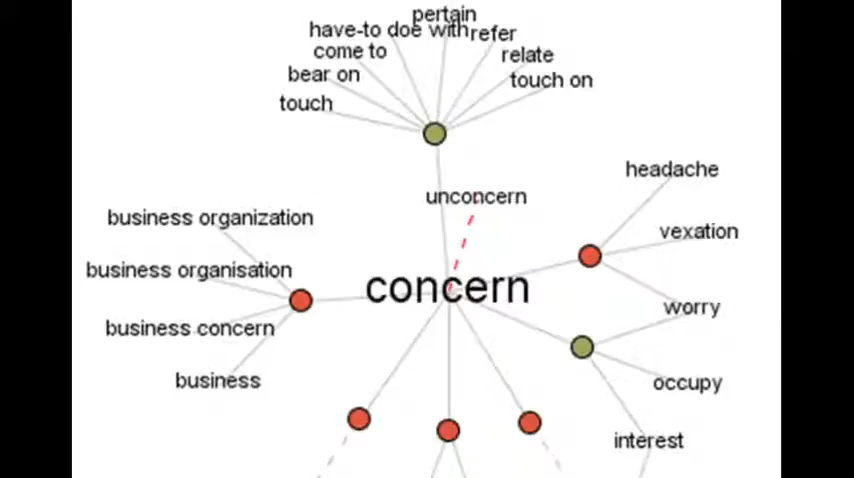 pertain
have-to doe with
refer
come to
relate
bear on
touch on
touch
headache
unconcern
business organization
vexation
business organisation
concern
worry
business concern
business
occupy
interest